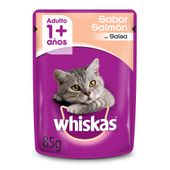 Adulto
1+
años
Sabor
Salmón
en Salsa
whiskas
85g